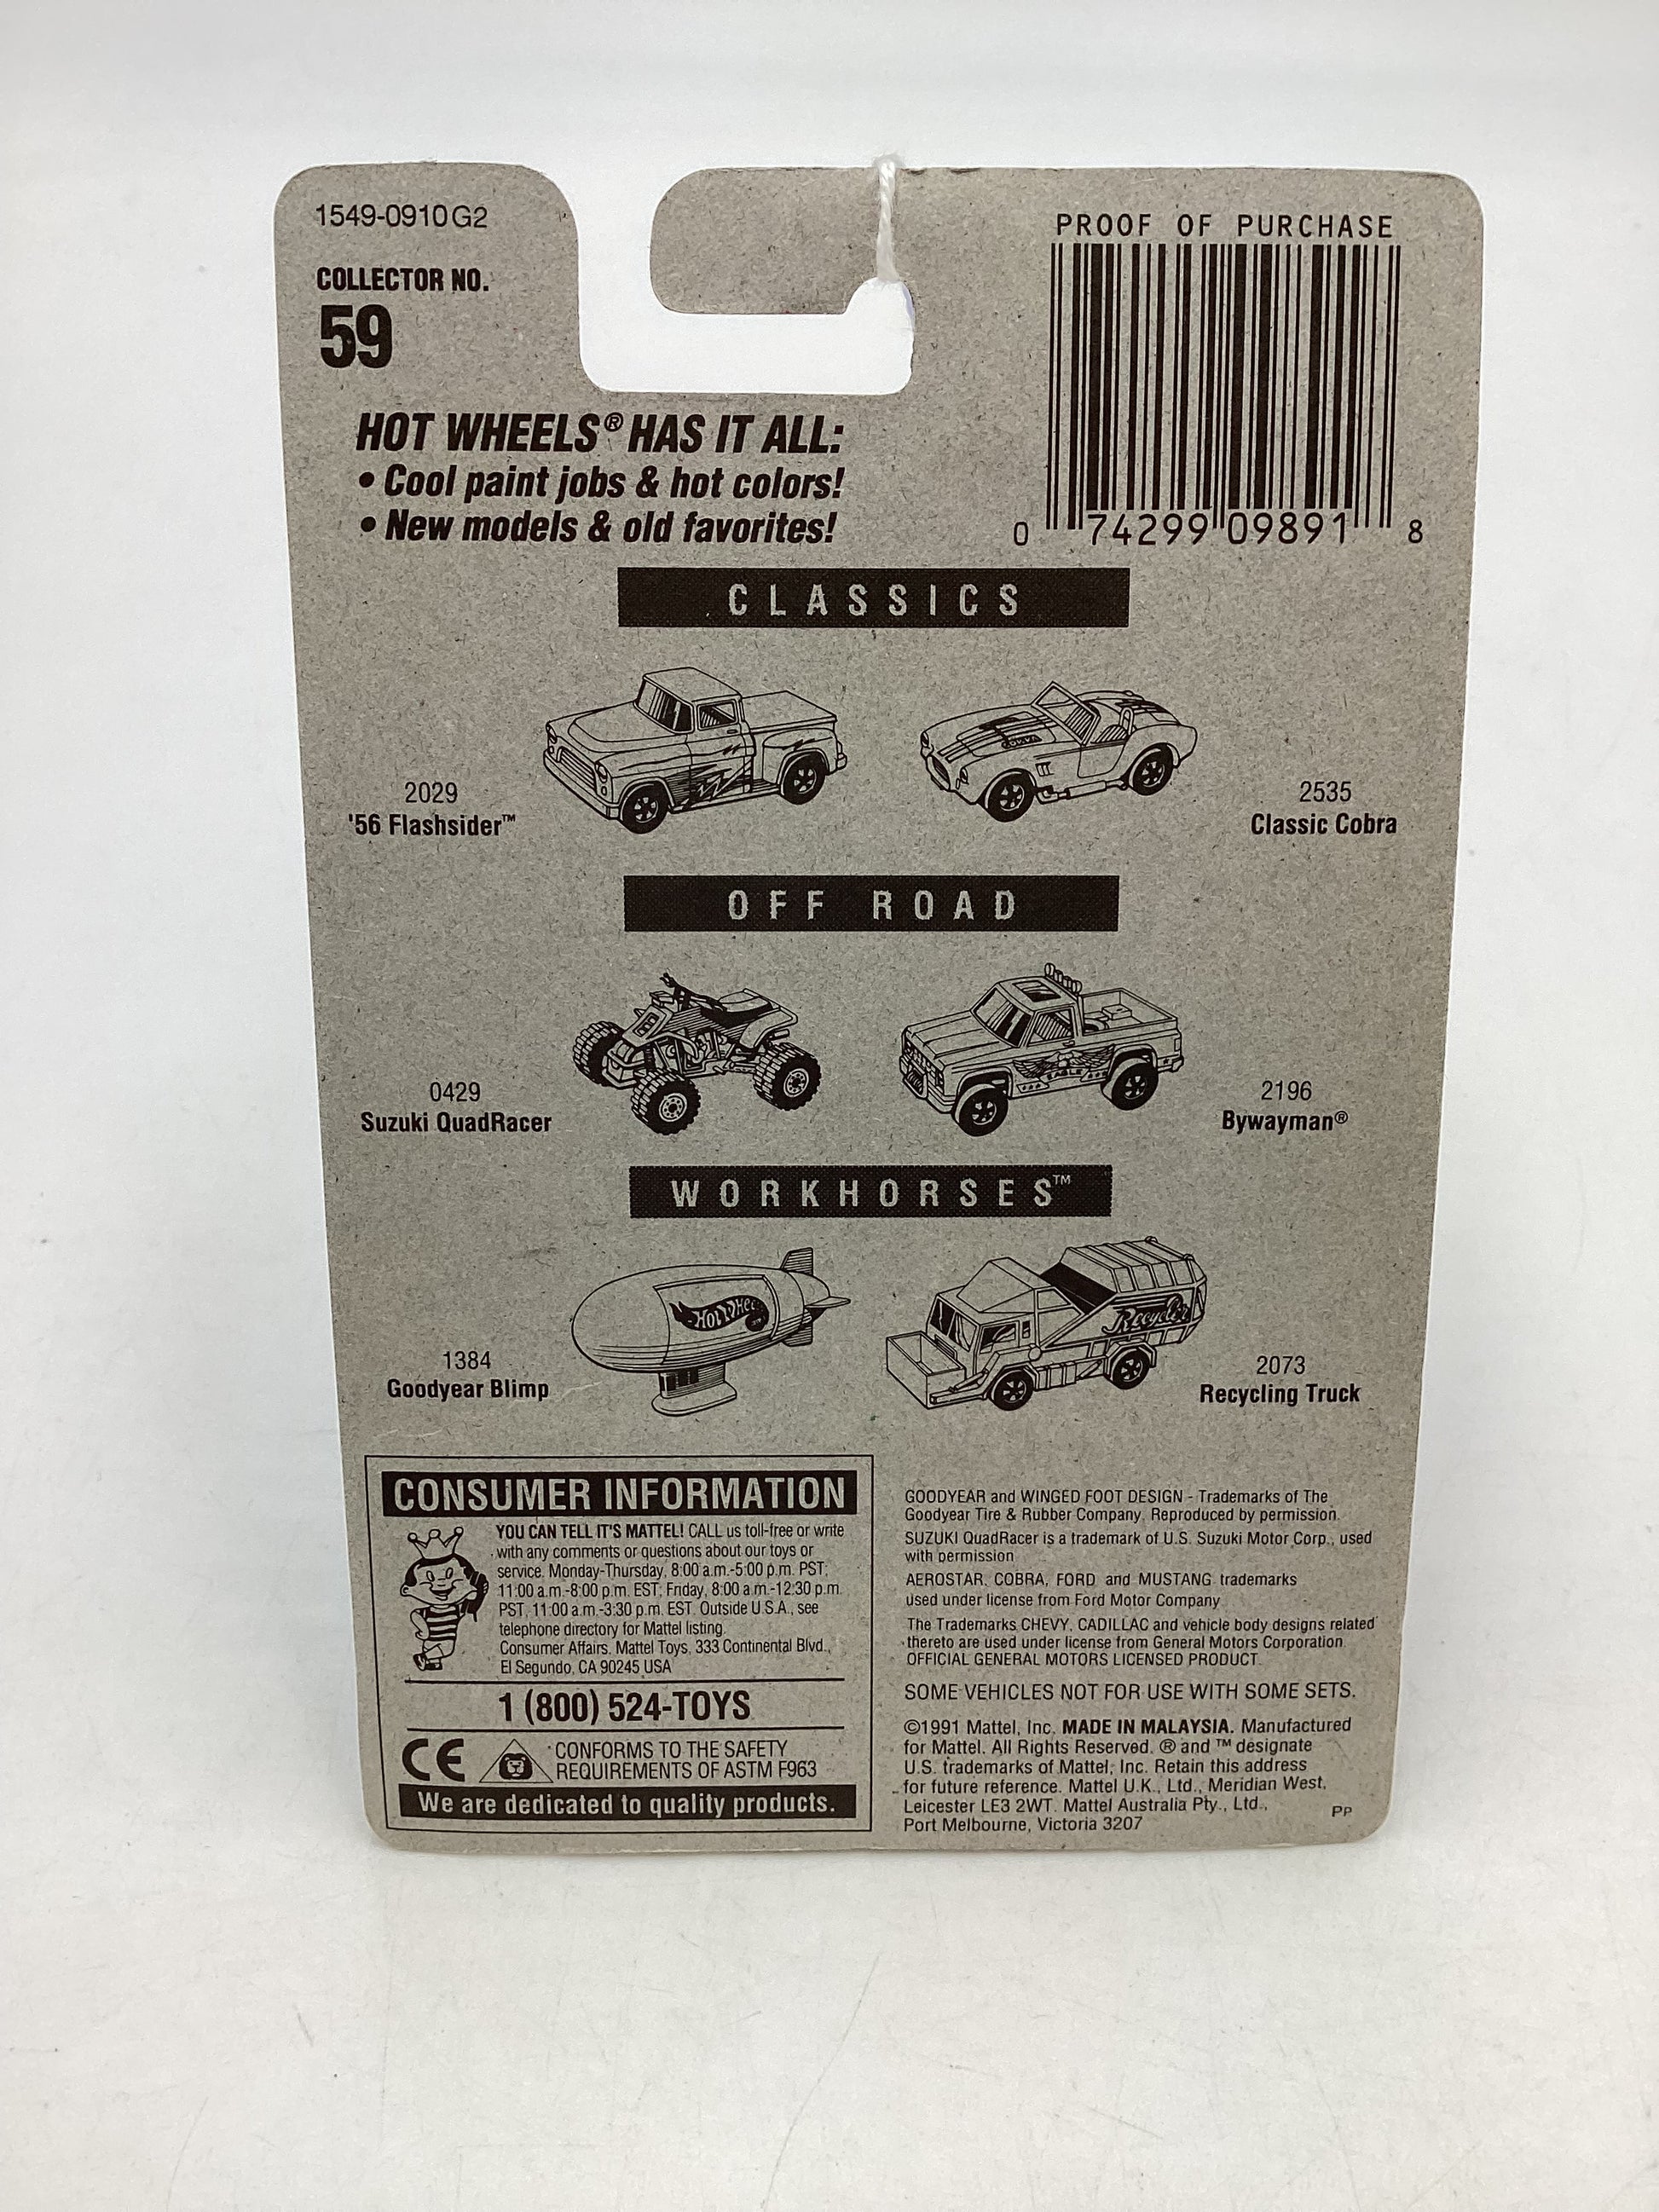 1549-0910G2
COLLECTOR NO.
59
PROOF OF PURCHASE
0 74299 09891 8
HOT WHEELS® HAS IT ALL:
• Cool paint jobs & hot colors!
• New models & old favorites!
CLASSICS
2029
'56 Flashsider™
COBRA
2535
Classic Cobra
OFF ROAD
0429
Suzuki QuadRacer
EAGLE
2196
Bywayman®
WORKHORSES™
1384
Goodyear Blimp
Recycler
2073
Recycling Truck
CONSUMER INFORMATION
YOU CAN TELL IT'S MATTEL! CALL us toll-free or write
with any comments or questions about our toys or
service. Monday-Thursday, 8:00 a.m.-5:00 p.m. PST;
11:00 a.m.-8:00 p.m. EST; Friday, 8:00 a.m.-12:30 p.m.
PST, 11:00 a.m.-3:30 p.m. EST. Outside U.S.A., see
telephone directory for Mattel listing.
Consumer Affairs. Mattel Toys, 333 Continental Blvd.,
El Segundo, CA 90245 USA
1 (800) 524-TOYS
CE
CONFORMS TO THE SAFETY
REQUIREMENTS OF ASTM F963
We are dedicated to quality products.
GOODYEAR and WINGED FOOT DESIGN - Trademarks of The
Goodyear Tire & Rubber Company. Reproduced by permission.
SUZUKI QuadRacer is a trademark of U.S. Suzuki Motor Corp., used
with permission
AEROSTAR, COBRA, FORD and MUSTANG trademarks
used under license from Ford Motor Company
The Trademarks CHEVY, CADILLAC and vehicle body designs related
thereto are used under license from General Motors Corporation.
OFFICIAL GENERAL MOTORS LICENSED PRODUCT.
SOME VEHICLES NOT FOR USE WITH SOME SETS.
©1991 Mattel, Inc. MADE IN MALAYSIA. Manufactured
for Mattel. All Rights Reserved. ® and ™ designate
U.S. trademarks of Mattel, Inc. Retain this address
for future reference. Mattel U.K., Ltd., Meridian West,
Leicester LE3 2WT. Mattel Australia Pty., Ltd.,
Port Melbourne, Victoria 3207
PP